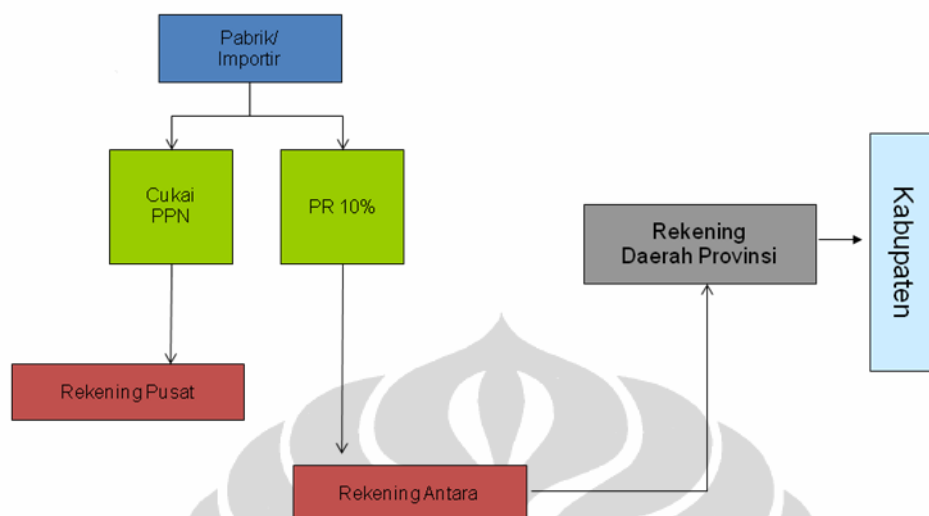 Pabrik/
Importir
Cukai
PPN
PR 10%
Rekening
Daerah Provinsi
Kabupaten
Rekening Pusat
Rekening Antara